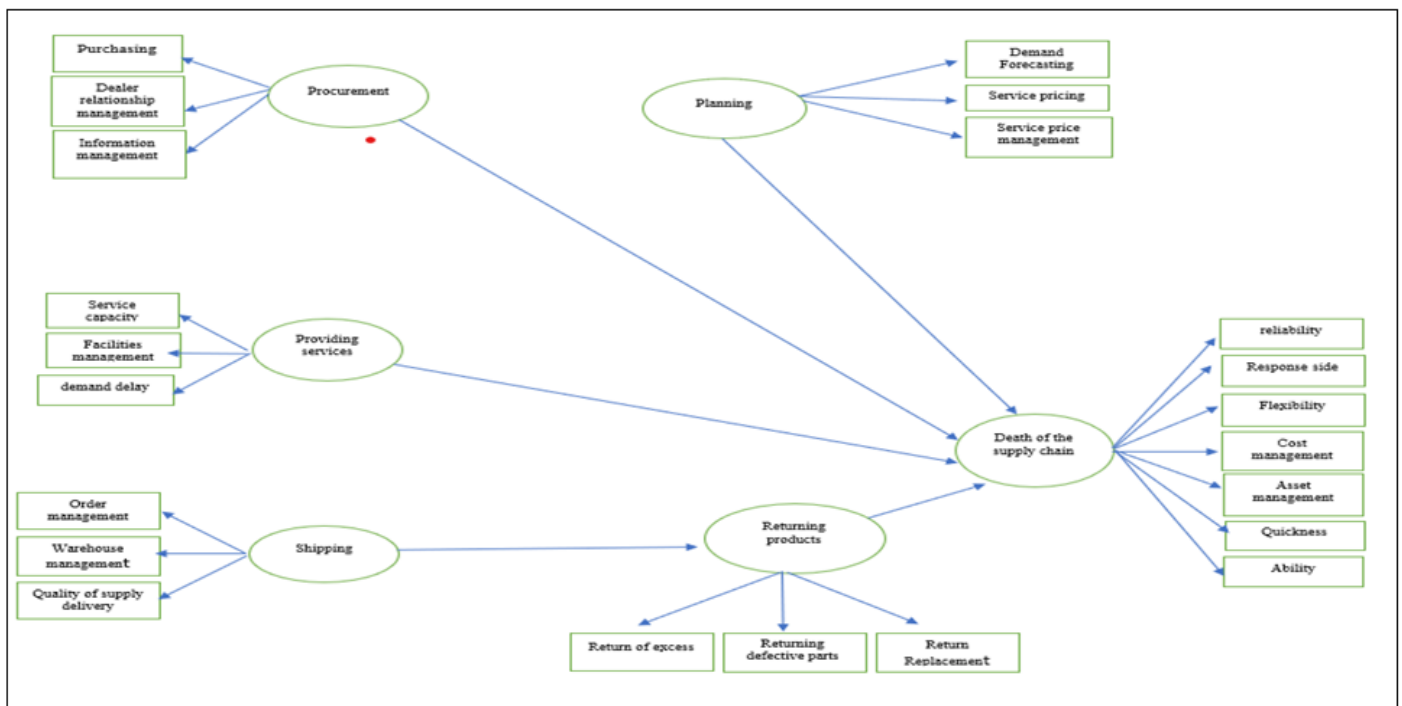 Purchasing
Dealer
relationship
management
Information
management
Procurement
Planning
Demand
Forecasting
Service pricing
Service price
management
Service
capacity
Facilities
management
demand delay
Providing
services
Order
management
Warehouse
management
Quality of supply
delivery
Shipping
Returning
products
Return of excess
Returning
defective parts
Return
Replacement
Death of the
supply chain
reliability
Response side
Flexibility
Cost
management
Asset
management
Quickness
Ability